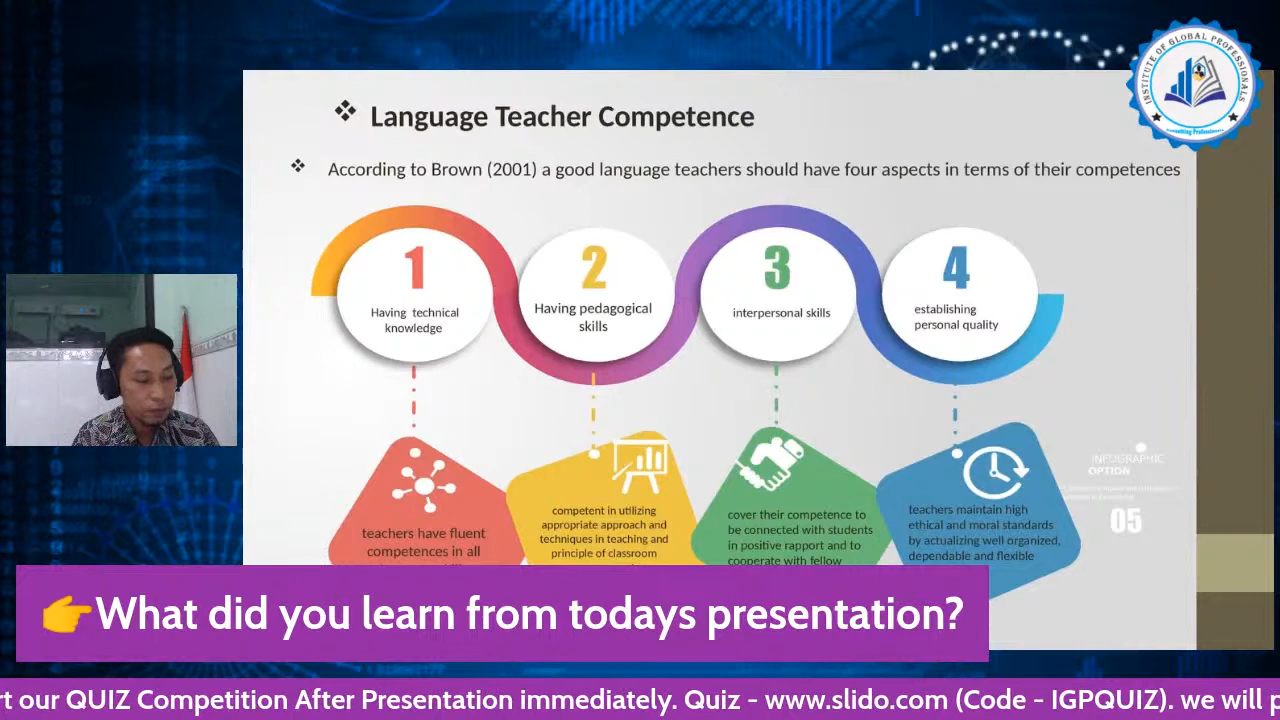 INSTITUTE OF GLOBAL PROFESSIONALS
Consulting Professionals
Language Teacher Competence
According to Brown (2001) a good language teachers should have four aspects in terms of their competences
1
Having technical
knowledge
2
Having pedagogical
skills
3
interpersonal skills
4
establishing
personal quality
teachers have fluent
competences in all
competent in utilizing
appropriate approach and
techniques in teaching and
principle of classroom
cover their competence to
be connected with students
in positive rapport and to
cooperate with fellow
teachers maintain high
ethical and moral standards
by actualizing well organized,
dependable and flexible
INFOGRAPHIC
OPTION
05
👉What did you learn from todays presentation?
rt our QUIZ Competition After Presentation immediately. Quiz - www.slido.com (Code - IGPQUIZ). we will p